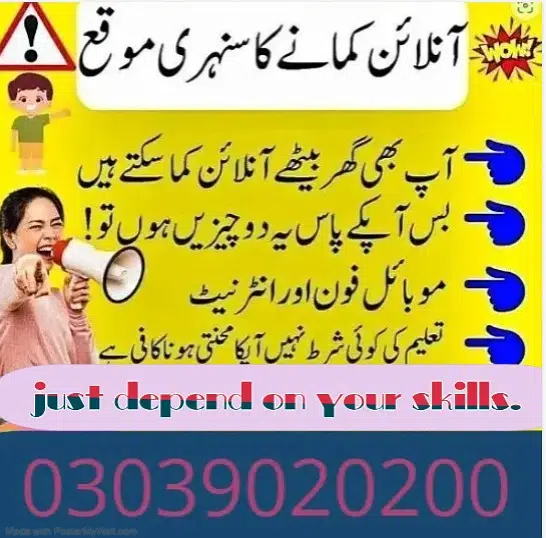 آنلائن کمانے کا سنہری موقع
WOW!
آپ بھی گھر بیٹھے آنلائن کما سکتے ہیں
بس آپکے پاس یہ دو چیزیں ہوں تو!
موبائل فون اور انٹرنیٹ
تعلیم کی کوئی شرط نہیں آپکا محنتی ہونا کافی ہے
just depend on your skills.
03039020200
Made with PosterMyWall.com